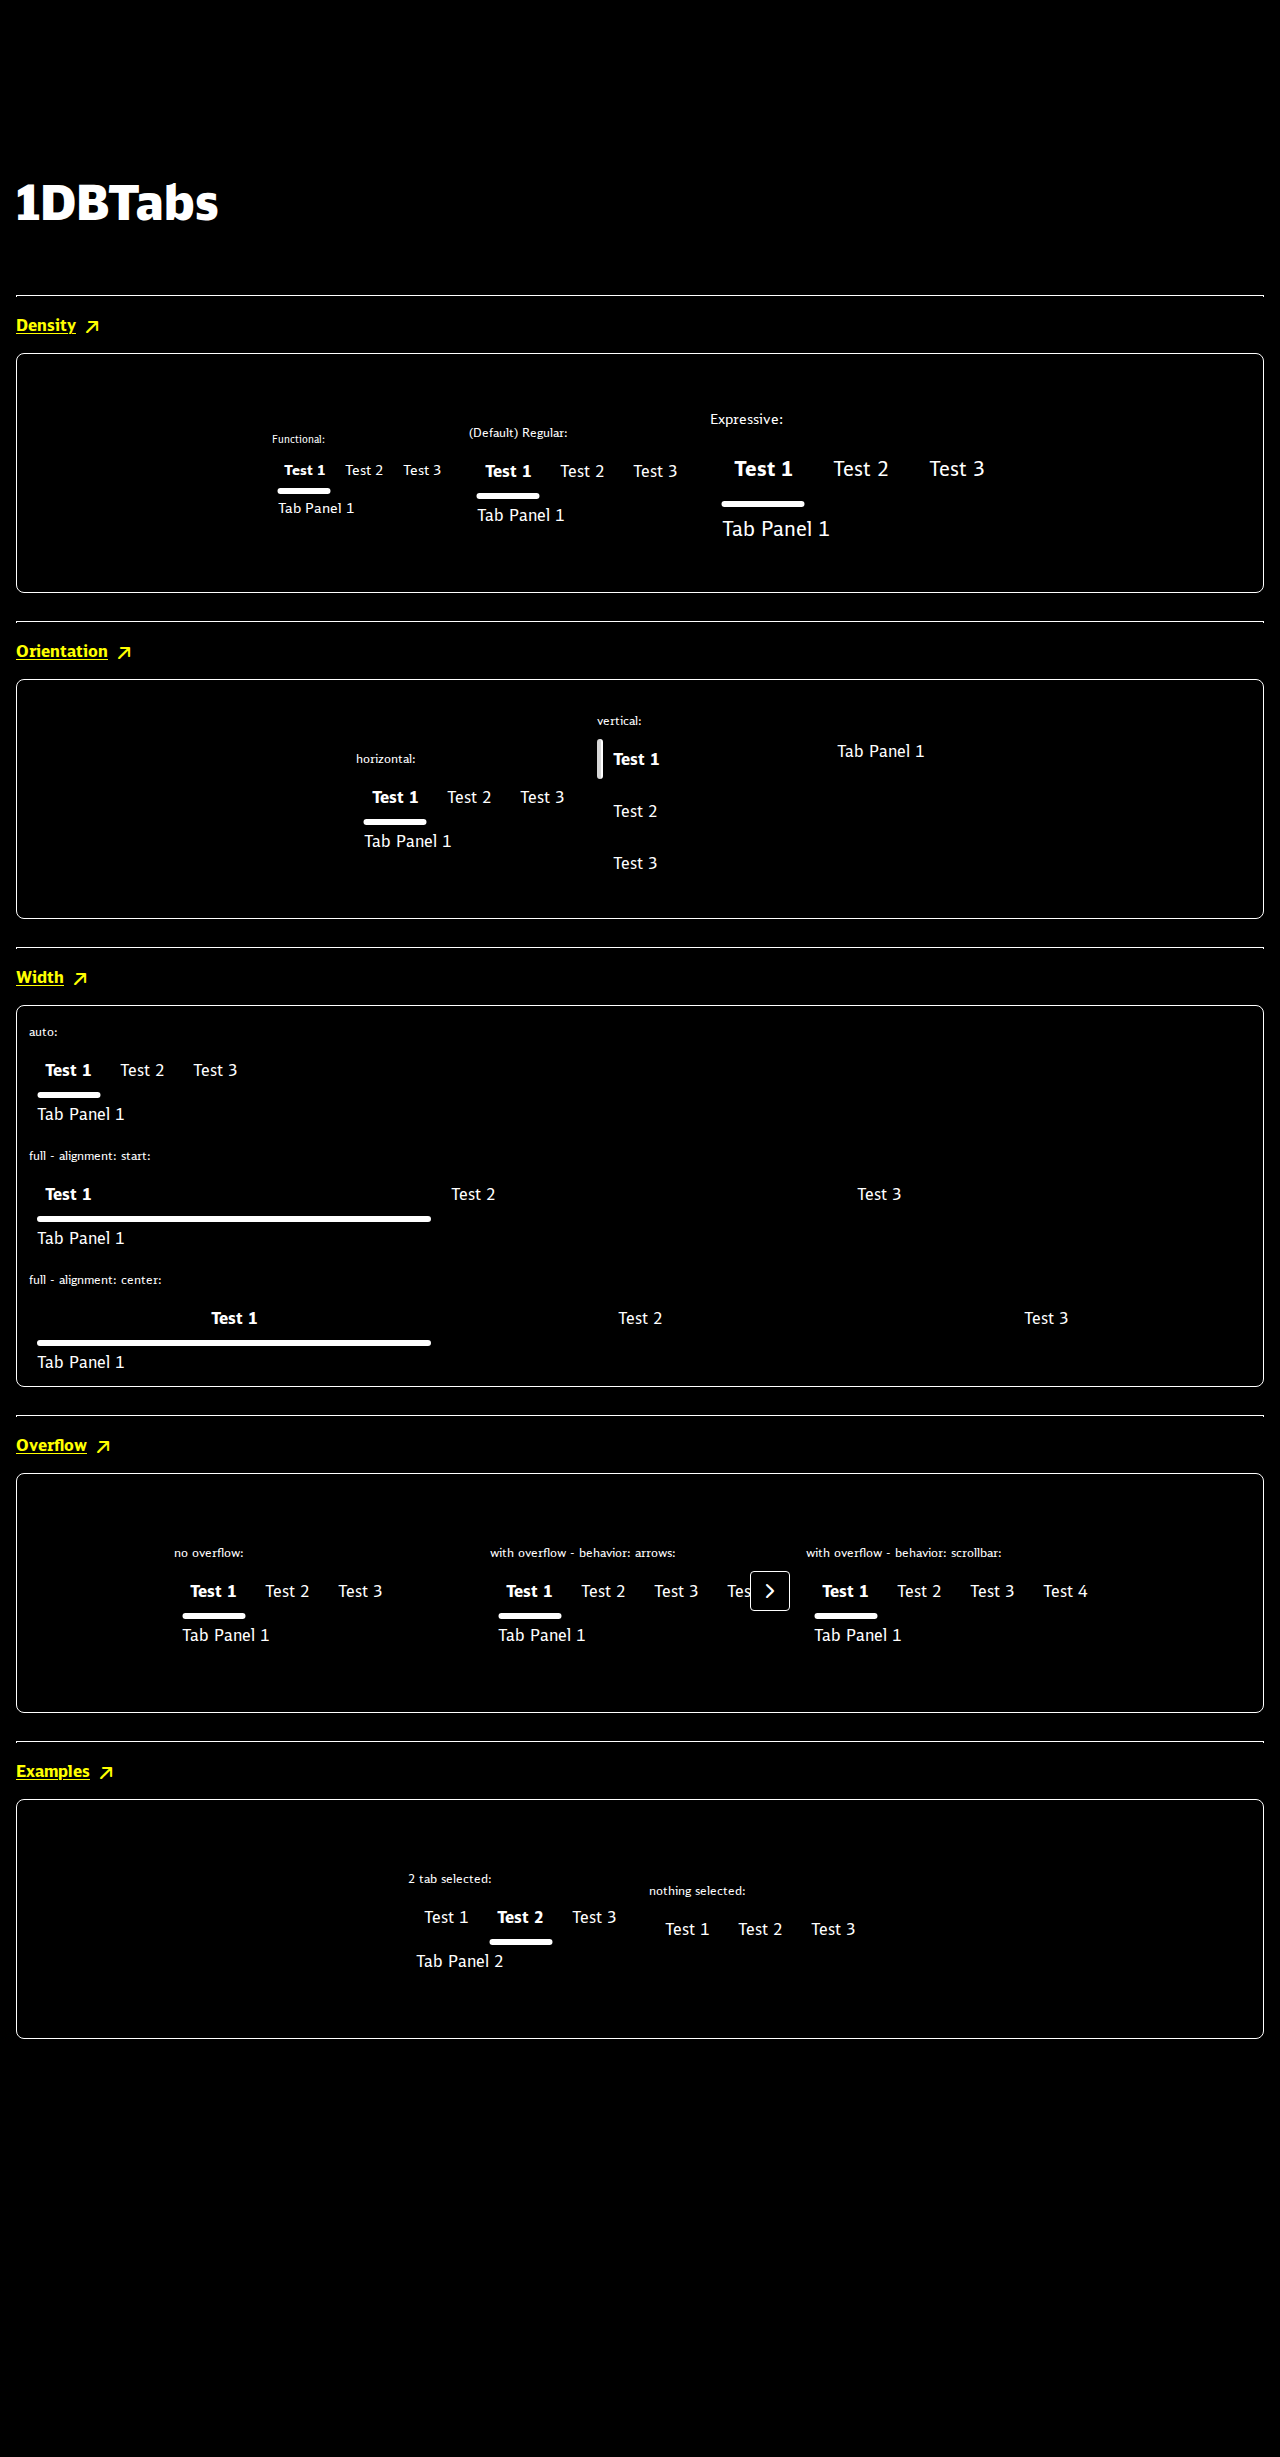 1DBTabs
Density
Functional:
Test 1 Test 2 Test 3
Tab Panel 1
(Default) Regular:
Test 1 Test 2 Test 3
Tab Panel 1
Expressive:
Test 1 Test 2 Test 3
Tab Panel 1
Orientation
horizontal:
Test 1 Test 2 Test 3
Tab Panel 1
vertical:
Test 1
Test 2
Test 3
Tab Panel 1
Width
auto:
Test 1 Test 2 Test 3
Tab Panel 1
full - alignment: start:
Test 1 Test 2 Test 3
Tab Panel 1
full - alignment: center:
Test 1 Test 2 Test 3
Tab Panel 1
Overflow
no overflow:
Test 1 Test 2 Test 3
Tab Panel 1
with overflow - behavior: arrows:
Test 1 Test 2 Test 3 Tes
Tab Panel 1
with overflow - behavior: scrollbar:
Test 1 Test 2 Test 3 Test 4
Tab Panel 1
Examples
2 tab selected:
Test 1 Test 2 Test 3
Tab Panel 2
nothing selected:
Test 1 Test 2 Test 3